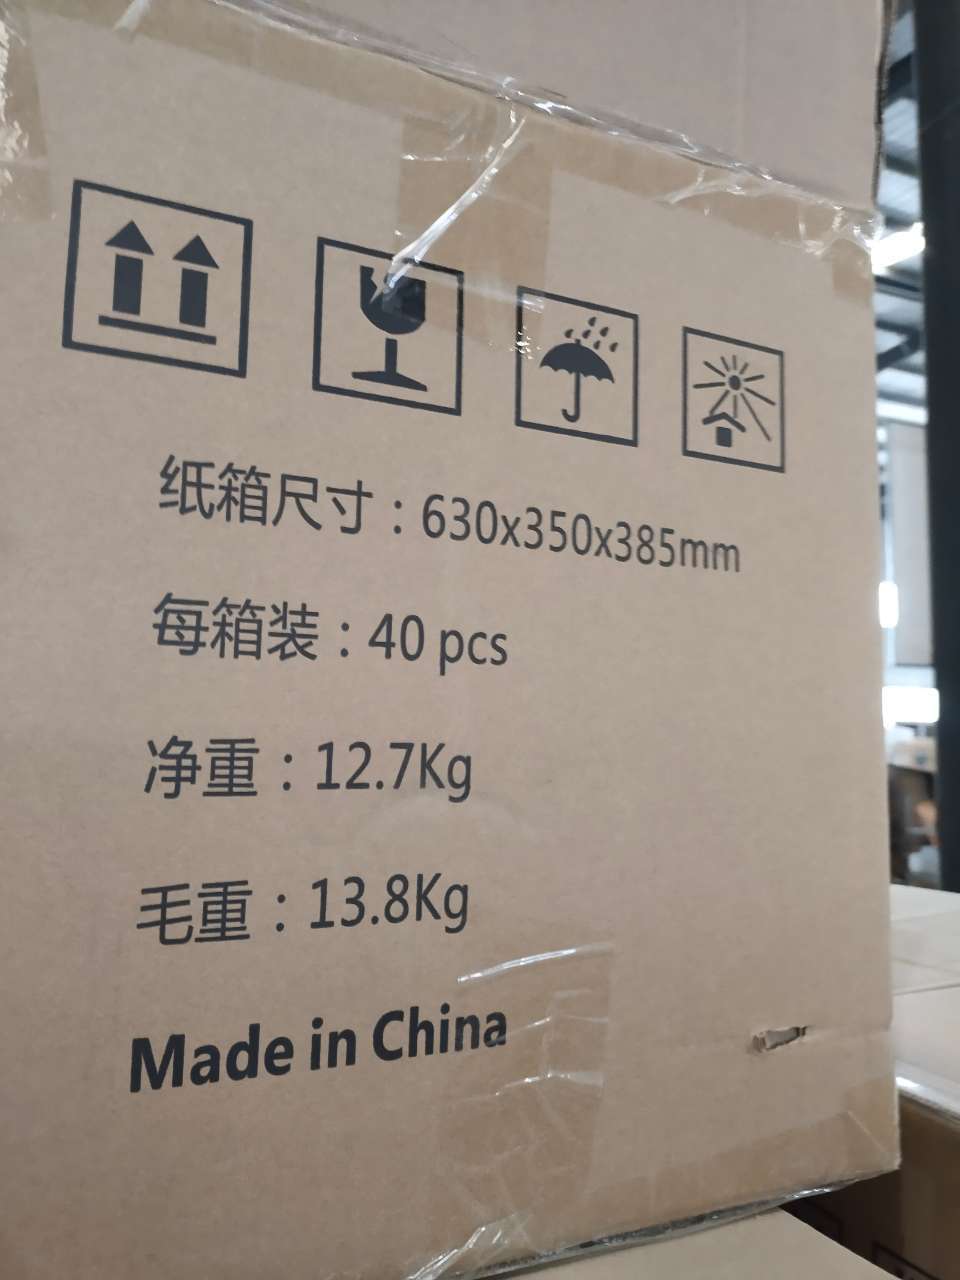 纸箱尺寸：630x350x385mm
每箱装：40 pcs
净重：12.7Kg
毛重：13.8Kg
Made in China